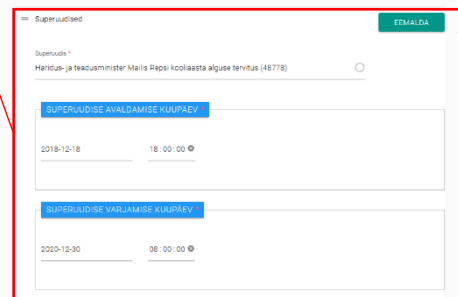 Superuudised
EEMALDA
Superuudis *
Haridus- ja teadusminister Mailis Repsi kooliaasta alguse tervitus (48778)
SUPERUUDISE AVALDAMISE KUUPÄEV *
2018-12-18 18:00:00
SUPERUUDISE VARJAMISE KUUPÄEV *
2020-12-30 08:00:00